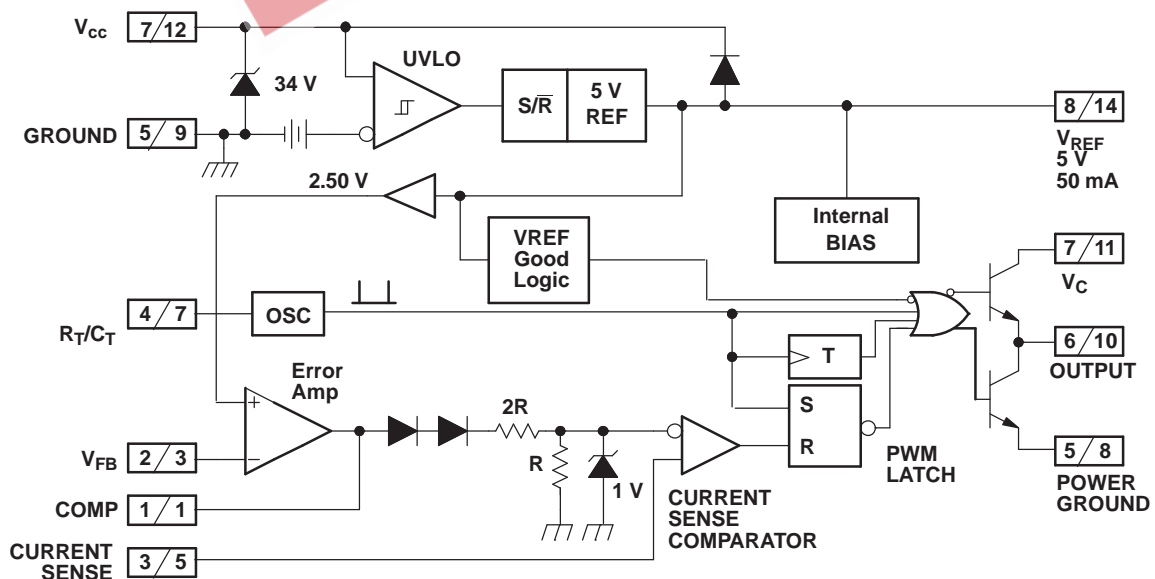 Vcc 7/12
UVLO
34 V
S/R̅
5 V
REF
GROUND 5/9
8/14
VREF
5 V
50 mA
2.50 V
Internal
BIAS
VREF
Good
Logic
7/11
VC
4/7
RT/CT
OSC
T
6/10
OUTPUT
Error
Amp
+
2R
S
–
VFB 2/3
R
R
1 V
PWM
LATCH
5/8
POWER
GROUND
COMP 1/1
CURRENT
SENSE
COMPARATOR
CURRENT
SENSE
3/5